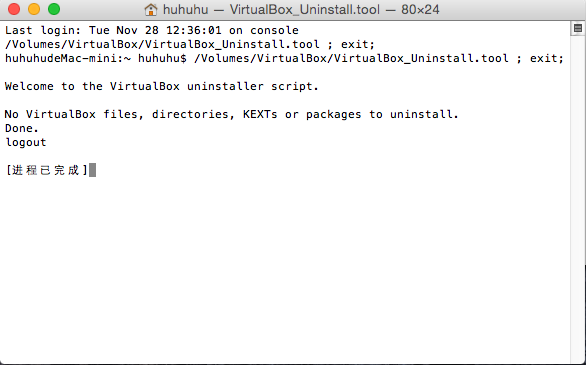 huhuhu — VirtualBox_Uninstall.tool — 80×24
Last login: Tue Nov 28 12:36:01 on console
/Volumes/VirtualBox/VirtualBox_Uninstall.tool ; exit;
huhuhudeMac-mini:~ huhuhu$ /Volumes/VirtualBox/VirtualBox_Uninstall.tool ; exit;
Welcome to the VirtualBox uninstaller script.
No VirtualBox files, directories, KEXTs or packages to uninstall.
Done.
logout
[进程已完成]